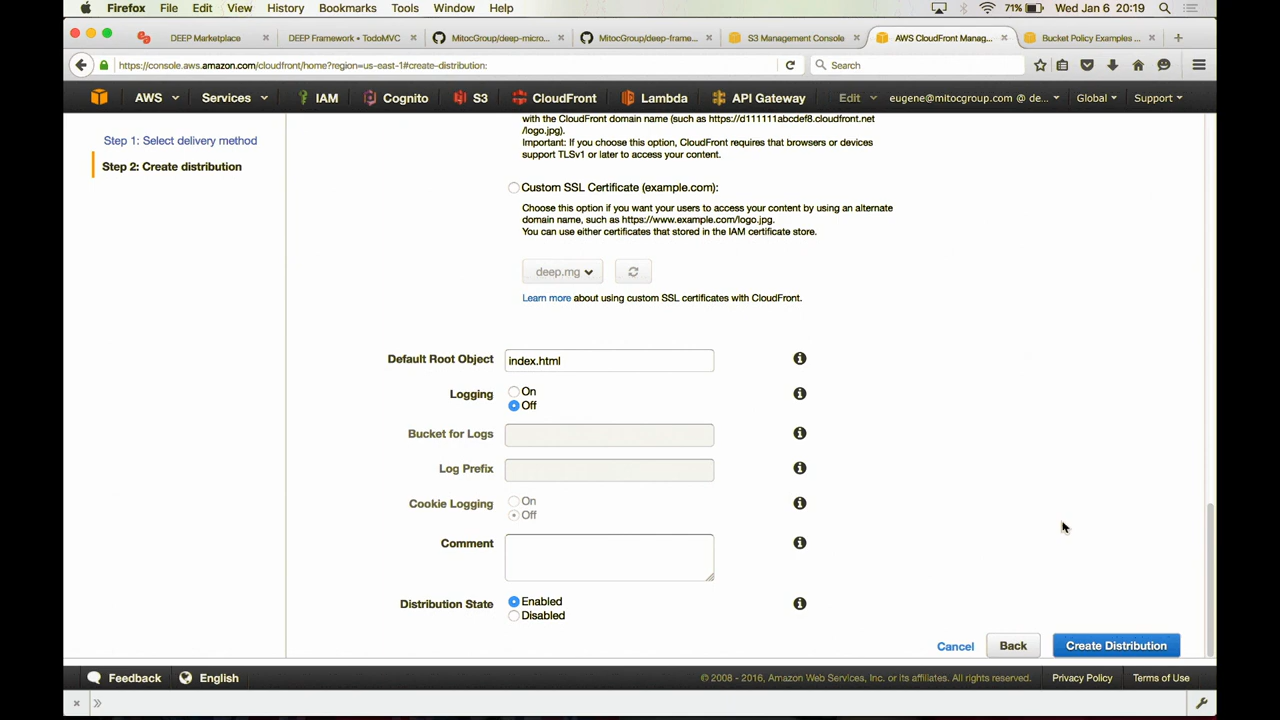 Firefox File Edit View History Bookmarks Tools Window Help 71% Wed Jan 6 20:19
DEEP Marketplace × DEEP Framework • TodoMVC × MitocGroup/deep-micro... × MitocGroup/deep-frame... × S3 Management Console × AWS CloudFront Manag... × Bucket Policy Examples ... × +
https://console.aws.amazon.com/cloudfront/home?region=us-east-1#create-distribution: Search
AWS Services IAM Cognito S3 CloudFront Lambda API Gateway Edit eugene@mitocgroup.com @ de... Global Support
Step 1: Select delivery method
Step 2: Create distribution
with the CloudFront domain name (such as https://d111111abcdef8.cloudfront.net
/logo.jpg).
Important: If you choose this option, CloudFront requires that browsers or devices
support TLSv1 or later to access your content.
Custom SSL Certificate (example.com):
Choose this option if you want your users to access your content by using an alternate
domain name, such as https://www.example.com/logo.jpg.
You can use either certificates that stored in the IAM certificate store.
deep.mg
Learn more about using custom SSL certificates with CloudFront.
Default Root Object index.html
Logging On
Off
Bucket for Logs
Log Prefix
Cookie Logging On
Off
Comment
Distribution State Enabled
Disabled
Cancel Back Create Distribution
Feedback English © 2008 - 2016, Amazon Web Services, Inc. or its affiliates. All rights reserved. Privacy Policy Terms of Use